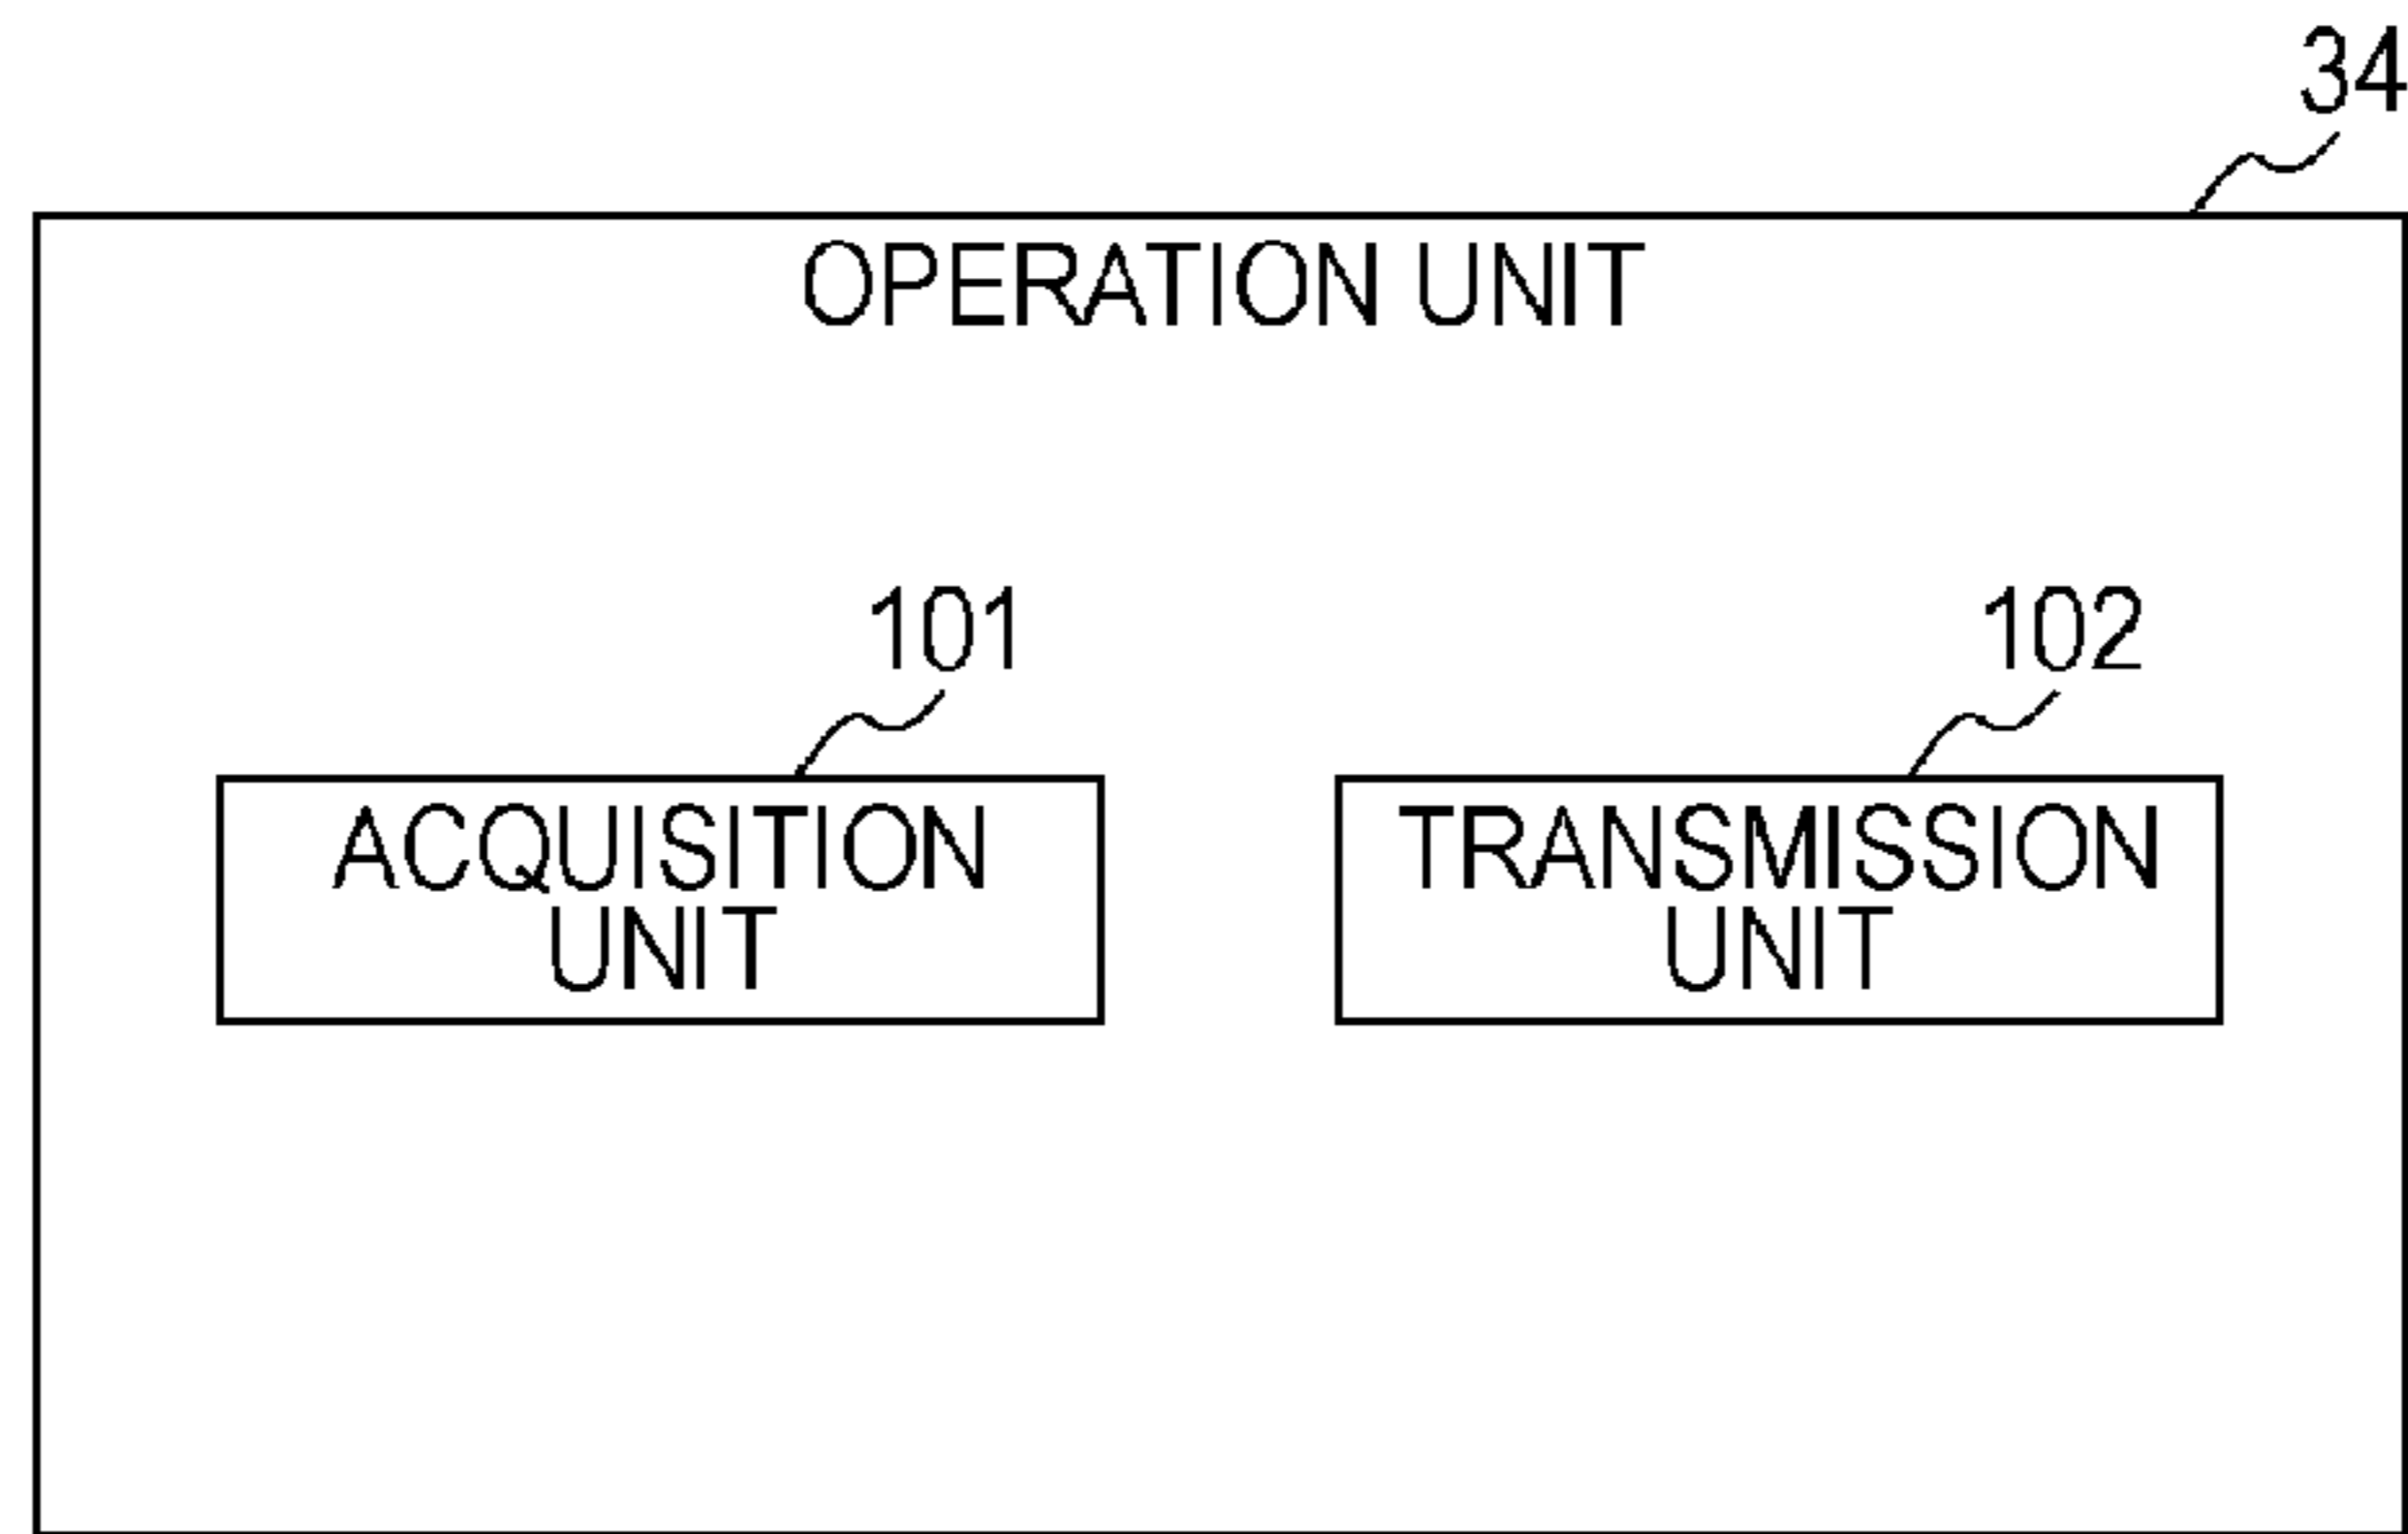 34
OPERATION UNIT
101
102
ACQUISITION
UNIT
TRANSMISSION
UNIT